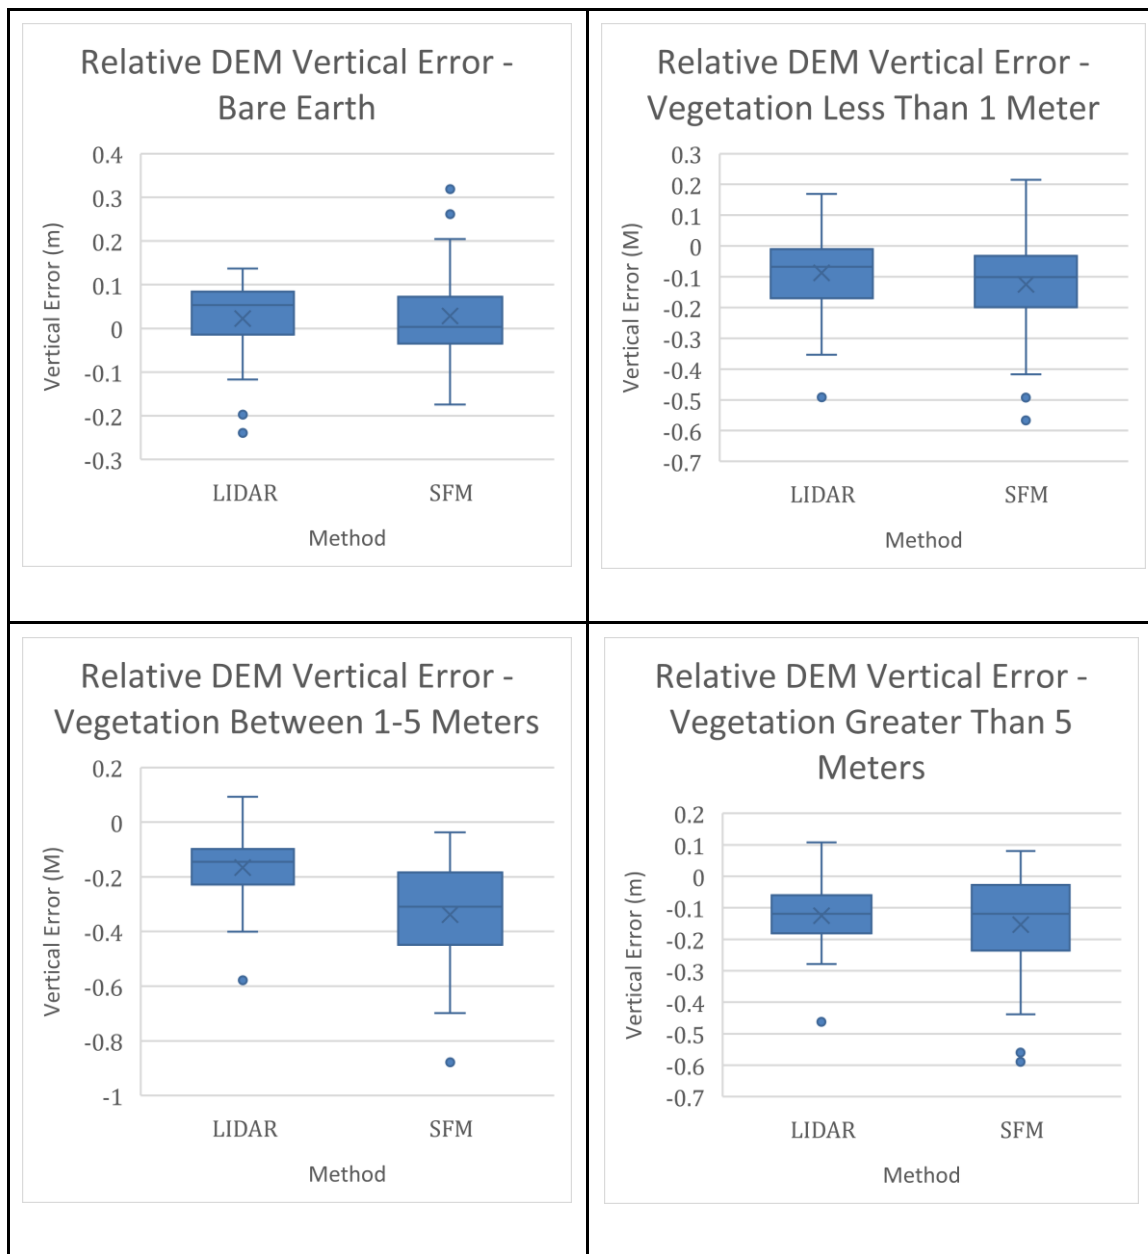 Relative DEM Vertical Error -
Bare Earth
0.4
0.3
0.2
0.1
0
-0.1
-0.2
-0.3
Vertical Error (m)
LIDAR SFM
Method
Relative DEM Vertical Error -
Vegetation Less Than 1 Meter
0.3
0.2
0.1
0
-0.1
-0.2
-0.3
-0.4
-0.5
-0.6
-0.7
Vertical Error (M)
LIDAR SFM
Method
Relative DEM Vertical Error -
Vegetation Between 1-5 Meters
0.2
0
-0.2
-0.4
-0.6
-0.8
-1
Vertical Error (M)
LIDAR SFM
Method
Relative DEM Vertical Error -
Vegetation Greater Than 5
Meters
0.2
0.1
0
-0.1
-0.2
-0.3
-0.4
-0.5
-0.6
-0.7
Vertical Error (m)
LIDAR SFM
Method